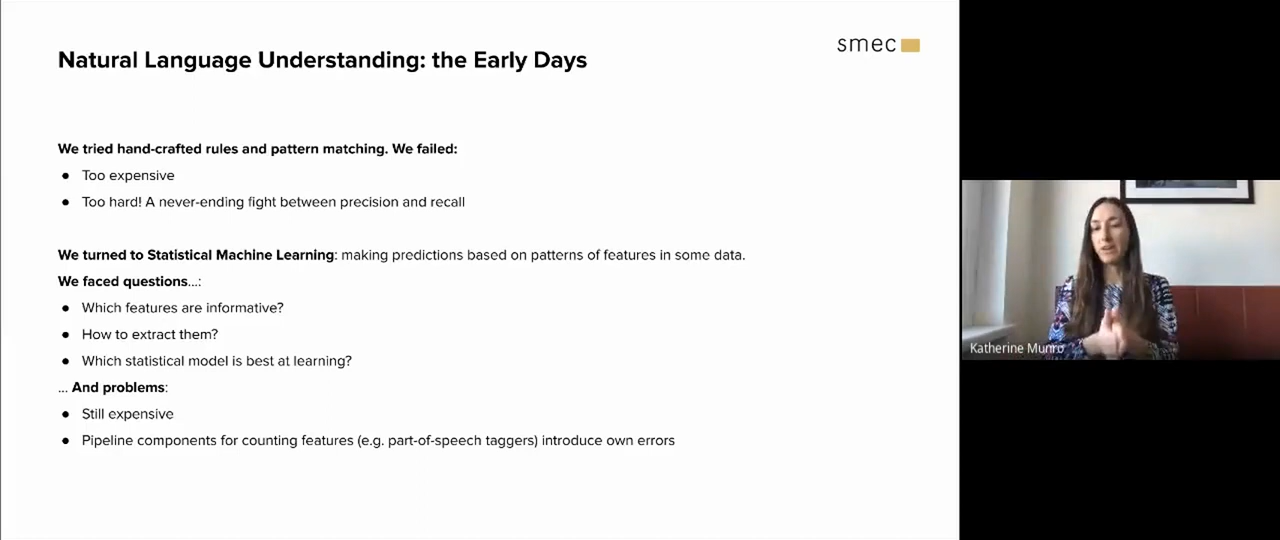 smec
Natural Language Understanding: the Early Days
We tried hand-crafted rules and pattern matching. We failed:
● Too expensive
● Too hard! A never-ending fight between precision and recall
We turned to Statistical Machine Learning: making predictions based on patterns of features in some data.
We faced questions...:
● Which features are informative?
● How to extract them?
● Which statistical model is best at learning?
... And problems:
● Still expensive
● Pipeline components for counting features (e.g. part-of-speech taggers) introduce own errors
Katherine Munro